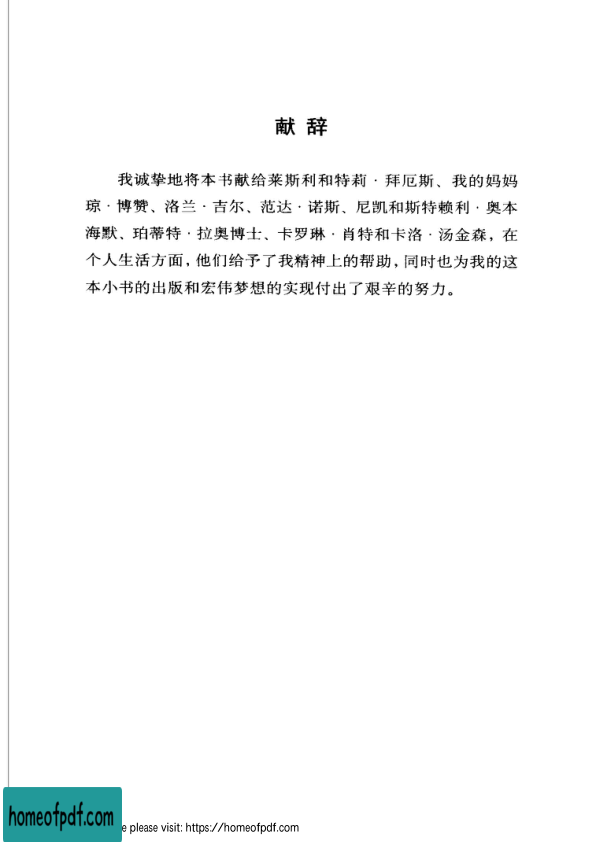 献 辞
我诚挚地将本书献给莱斯利和特莉·拜厄斯、我的妈妈
琼·博赞、洛兰·吉尔、范达·诺斯、尼凯和斯特赖利·奥本
海默、珀蒂特·拉奥博士、卡罗琳·肖特和卡洛·汤金森，在
个人生活方面，他们给予了我精神上的帮助，同时也为我的这
本小书的出版和宏伟梦想的实现付出了艰辛的努力。
homeofpdf.com
e please visit: https://homeofpdf.com